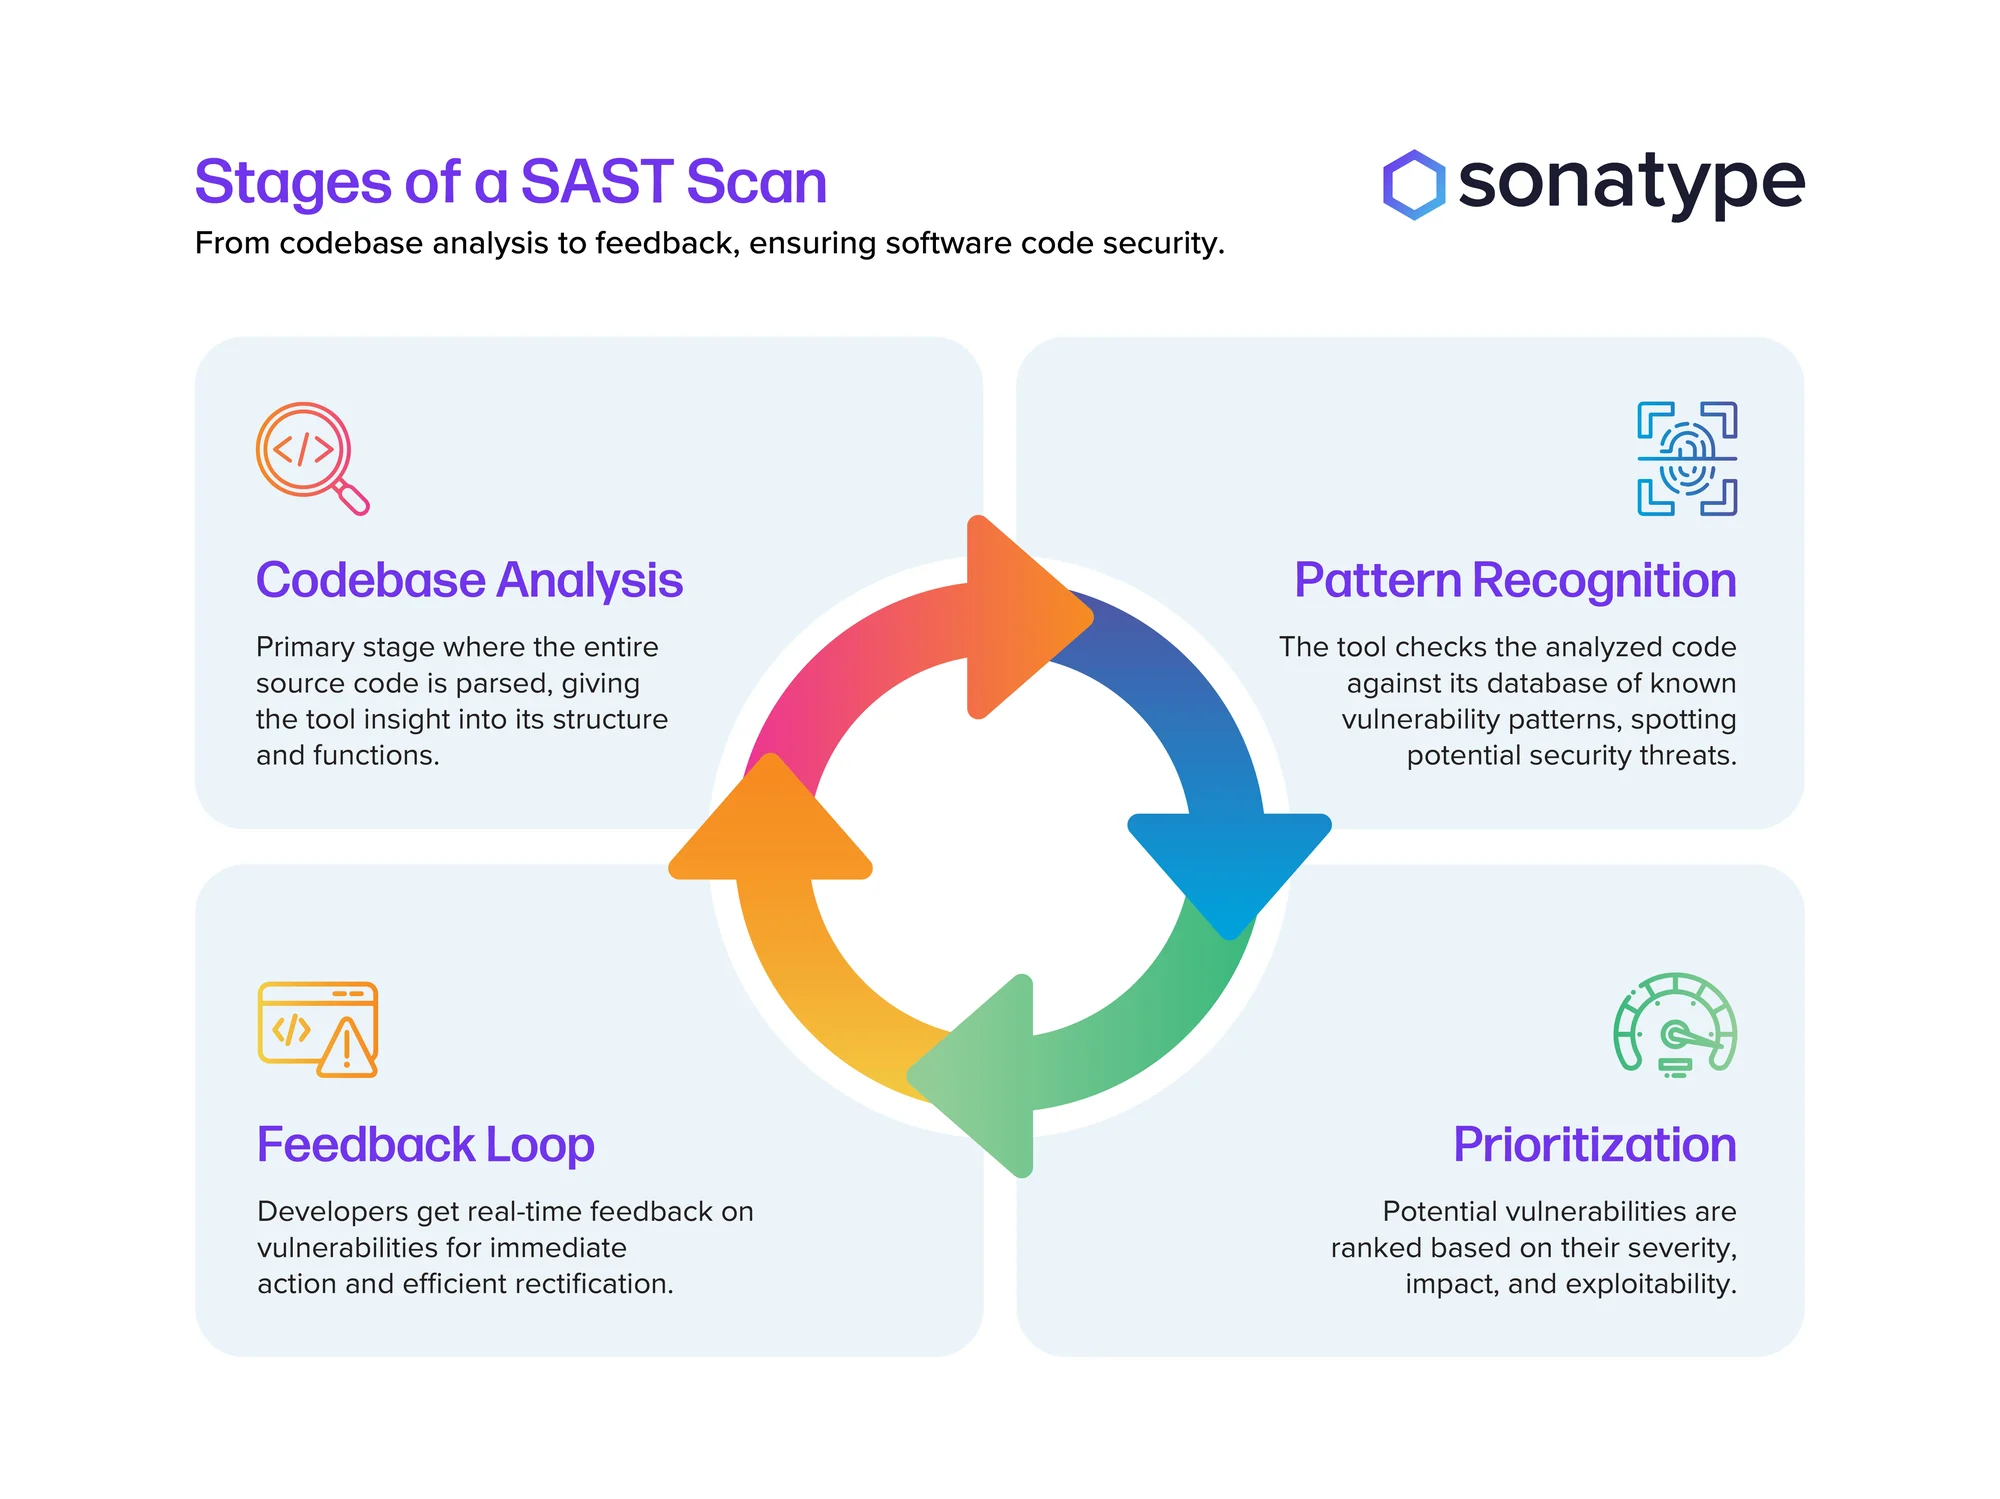 Stages of a SAST Scan
From codebase analysis to feedback, ensuring software code security.
sonatype
</>
Codebase Analysis
Primary stage where the entire
source code is parsed, giving
the tool insight into its structure
and functions.
Pattern Recognition
The tool checks the analyzed code
against its database of known
vulnerability patterns, spotting
potential security threats.
</>
Feedback Loop
Developers get real-time feedback on
vulnerabilities for immediate
action and efficient rectification.
Prioritization
Potential vulnerabilities are
ranked based on their severity,
impact, and exploitability.